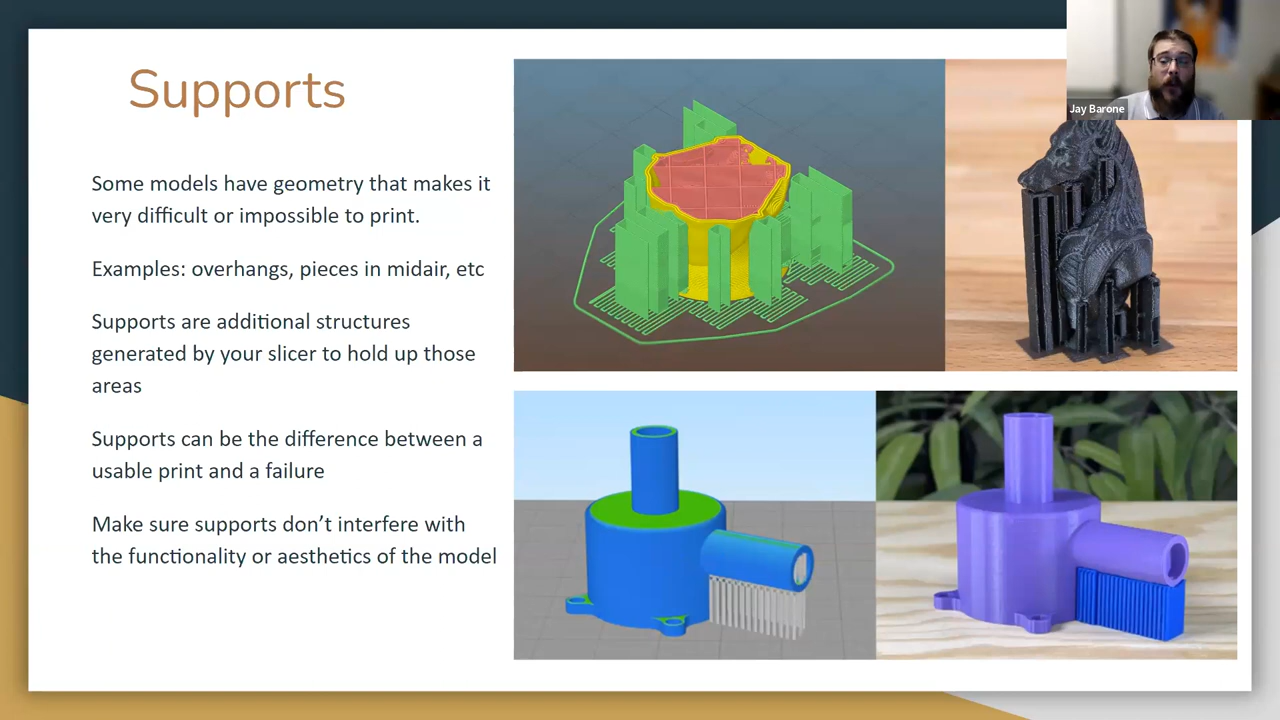 Supports
Some models have geometry that makes it
very difficult or impossible to print.
Examples: overhangs, pieces in midair, etc
Supports are additional structures
generated by your slicer to hold up those
areas
Supports can be the difference between a
usable print and a failure
Make sure supports don’t interfere with
the functionality or aesthetics of the model
Jay Barone